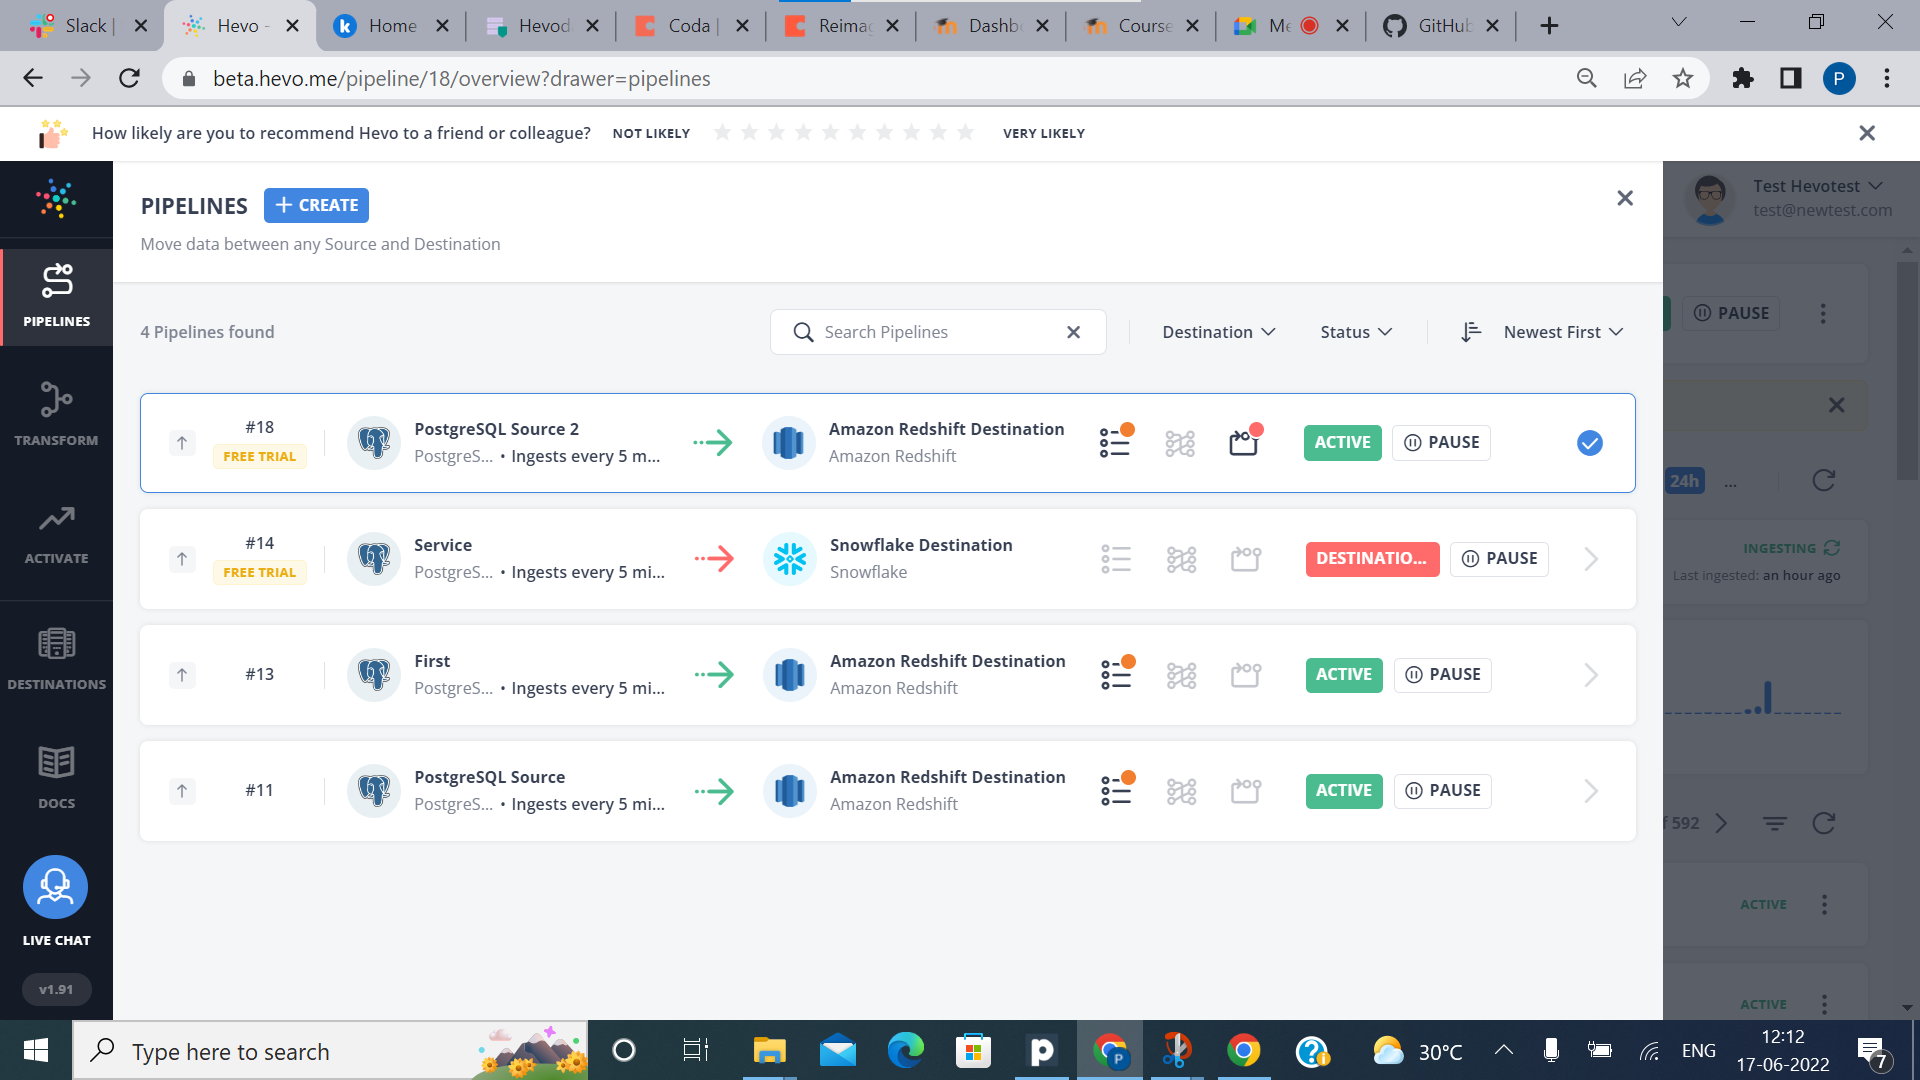 Slack |
Hevo -
Home
Hevod
Coda |
Reimag
Dashbo
Course
Me
GitHub
beta.hevo.me/pipeline/18/overview?drawer=pipelines
P
How likely are you to recommend Hevo to a friend or colleague? NOT LIKELY VERY LIKELY
PIPELINES
TRANSFORM
ACTIVATE
DESTINATIONS
DOCS
LIVE CHAT
v1.91
PIPELINES + CREATE
Move data between any Source and Destination
4 Pipelines found Search Pipelines Destination Status Newest First
#18 FREE TRIAL
PostgreSQL Source 2
PostgreS... • Ingests every 5 m...
Amazon Redshift Destination
Amazon Redshift
ACTIVE PAUSE
#14 FREE TRIAL
Service
PostgreS... • Ingests every 5 mi...
Snowflake Destination
Snowflake
DESTINATIO... PAUSE
#13
First
PostgreS... • Ingests every 5 mi...
Amazon Redshift Destination
Amazon Redshift
ACTIVE PAUSE
#11
PostgreSQL Source
PostgreS... • Ingests every 5 mi...
Amazon Redshift Destination
Amazon Redshift
ACTIVE PAUSE
Test Hevotest
test@newtest.com
PAUSE
24h ...
INGESTING
Last ingested: an hour ago
f 592
ACTIVE
ACTIVE
Type here to search
30°C
ENG
12:12
17-06-2022
7